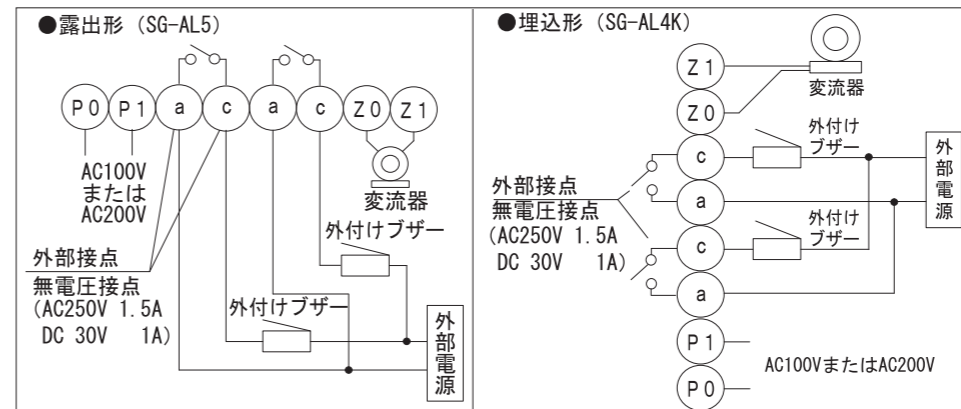 ●露出形 (SG-AL5)
P0 P1 a c a c Z0 Z1
AC100V
または
AC200V
変流器
外付けブザー
外部接点
無電圧接点
(AC250V 1.5A
DC 30V 1A)
外付けブザー
外部電源
●埋込形 (SG-AL4K)
Z1
変流器
Z0
外付け
ブザー
c
外部電源
外部接点
無電圧接点
(AC250V 1.5A
DC 30V 1A)
a
外付け
ブザー
c
a
P1
AC100VまたはAC200V
P0